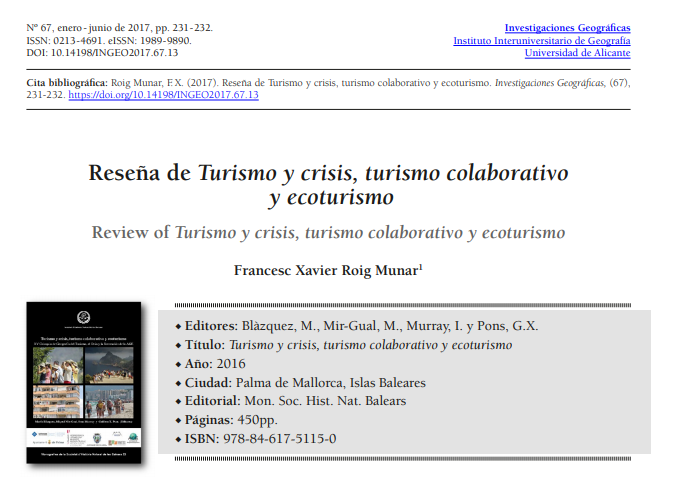 Nº 67, enero - junio de 2017, pp. 231-232.
ISSN: 0213-4691. eISSN: 1989-9890.
DOI: 10.14198/INGEO2017.67.13
Investigaciones Geográficas
Instituto Interuniversitario de Geografía
Universidad de Alicante
Cita bibliográfica: Roig Munar, F.X. (2017). Reseña de Turismo y crisis, turismo colaborativo y ecoturismo. Investigaciones Geográficas, (67),
231-232. https://doi.org/10.14198/INGEO2017.67.13
Reseña de Turismo y crisis, turismo colaborativo
y ecoturismo
Review of Turismo y crisis, turismo colaborativo y ecoturismo
Francesc Xavier Roig Munar¹
Turismo y crisis, turismo colaborativo y ecoturismo
◆ Editores: Blàzquez, M., Mir-Gual, M., Murray, I. y Pons, G.X.
◆ Título: Turismo y crisis, turismo colaborativo y ecoturismo
◆ Año: 2016
◆ Ciudad: Palma de Mallorca, Islas Baleares
◆ Editorial: Mon. Soc. Hist. Nat. Balears
◆ Páginas: 450pp.
◆ ISBN: 978-84-617-5115-0